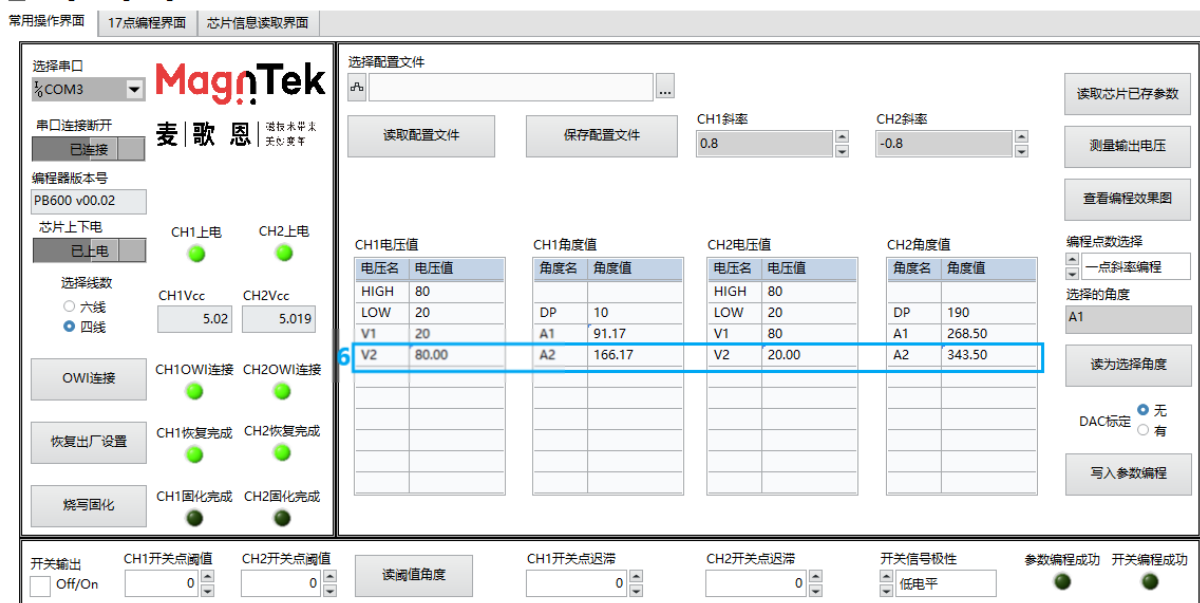 常用操作界面 17点编程界面 芯片信息读取界面
选择串口
COM3
MagnTek
麦|歌 恩
串口连接断开
已连接
编程器版本号
PB600 v00.02
芯片上下电
已上电
CH1上电 CH2上电
选择线数
六线
四线
CH1Vcc CH2Vcc
5.02 5.019
OWI连接
CH1OWI连接 CH2OWI连接
恢复出厂设置
CH1恢复完成 CH2恢复完成
烧写固化
CH1固化完成 CH2固化完成
选择配置文件
...
读取配置文件 保存配置文件
CH1斜率 CH2斜率
0.8 -0.8
CH1电压值 CH1角度值 CH2电压值 CH2角度值
电压名 电压值 角度名 角度值 电压名 电压值 角度名 角度值
HIGH 80 HIGH 80
LOW 20 DP 10 LOW 20 DP 190
V1 20 A1 91.17 V1 80 A1 268.50
6 V2 80.00 A2 166.17 V2 20.00 A2 343.50
读取芯片已存参数
测量输出电压
查看编程效果图
编程点数选择
一点斜率编程
选择的角度
A1
读为选择角度
DAC标定 无
有
写入参数编程
开关输出
Off/On
CH1开关点阈值
0
CH2开关点阈值
0
读阈值角度
CH1开关点迟滞
0
CH2开关点迟滞
0
开关信号极性
低电平
参数编程成功 开关编程成功